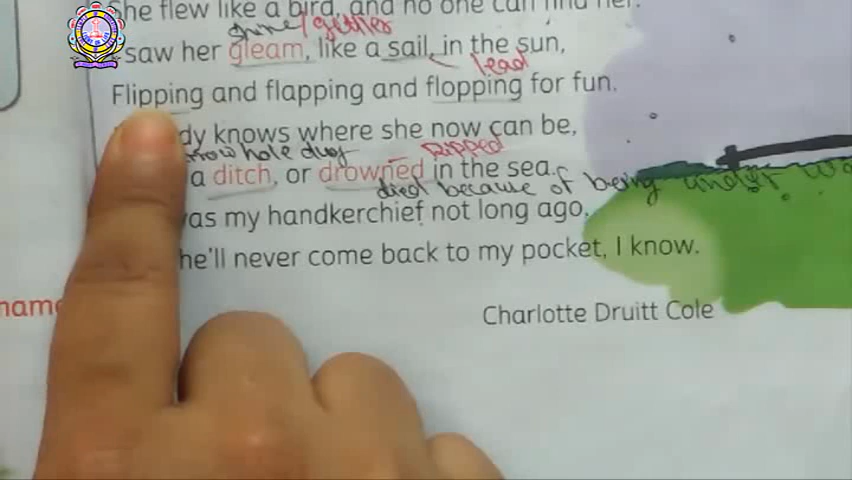 She flew like a bird, and no one can find her.
shine/
saw her gleam, like a sail, in the sun,
lead
Flipping and flapping and flopping for fun.
dy knows where she now can be,
hole dug Ripped
a ditch, or drowned in the sea.
died because of being under
was my handkerchief not long ago,
he'll never come back to my pocket, I know.
Charlotte Druitt Cole